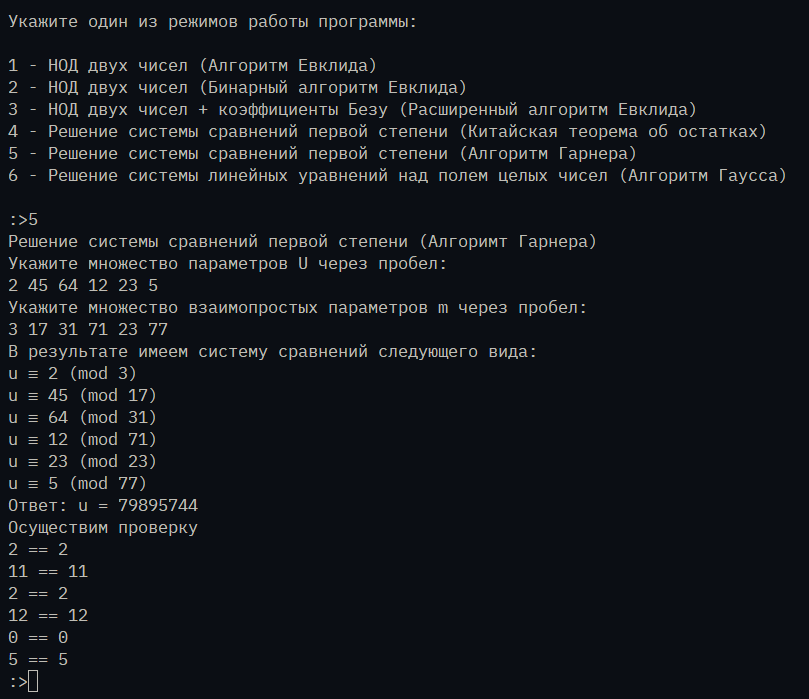 Укажите один из режимов работы программы:
1 - НОД двух чисел (Алгоритм Евклида)
2 - НОД двух чисел (Бинарный алгоритм Евклида)
3 - НОД двух чисел + коэффициенты Безу (Расширенный алгоритм Евклида)
4 - Решение системы сравнений первой степени (Китайская теорема об остатках)
5 - Решение системы сравнений первой степени (Алгоритм Гарнера)
6 - Решение системы линейных уравнений над полем целых чисел (Алгоритм Гаусса)
:>5
Решение системы сравнений первой степени (Алгоримт Гарнера)
Укажите множество параметров U через пробел:
2 45 64 12 23 5
Укажите множество взаимопростых параметров m через пробел:
3 17 31 71 23 77
В результате имеем систему сравнений следующего вида:
u ≡ 2 (mod 3)
u ≡ 45 (mod 17)
u ≡ 64 (mod 31)
u ≡ 12 (mod 71)
u ≡ 23 (mod 23)
u ≡ 5 (mod 77)
Ответ: u = 79895744
Осуществим проверку
2 == 2
11 == 11
2 == 2
12 == 12
0 == 0
5 == 5
:>